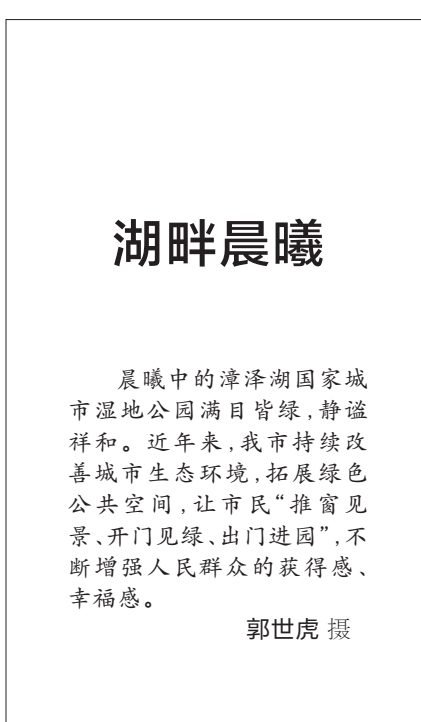 湖畔晨曦
晨曦中的漳泽湖国家城
市湿地公园满目皆绿,静谧
祥和。近年来,我市持续改
善城市生态环境,拓展绿色
公共空间,让市民“推窗见
景、开门见绿、出门进园”,不
断增强人民群众的获得感、
幸福感。
郭世虎 摄